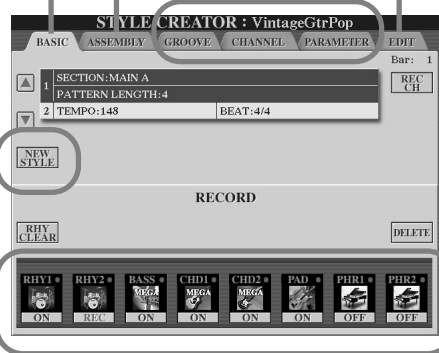 STYLE CREATOR : VintageGtrPop
BASIC ASSEMBLY GROOVE CHANNEL PARAMETER EDIT
Bar: 1
1 SECTION:MAIN A
PATTERN LENGTH:4
REC CH
2 TEMPO:148 BEAT:4/4
NEW STYLE
RECORD
RHY CLEAR
DELETE
RHY1 RHY2 BASS CHD1 CHD2 PAD PHR1 PHR2
MEGA MEGA MEGA
ON REC ON ON ON ON OFF OFF